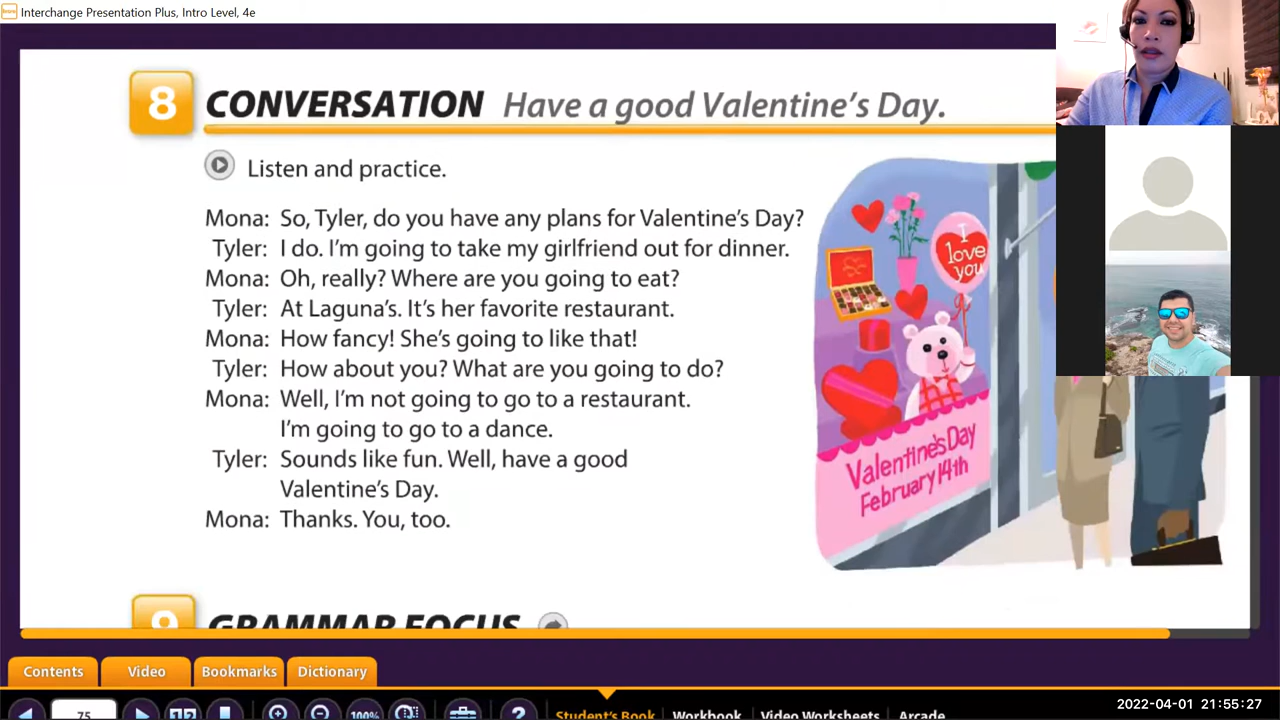 Interchange Presentation Plus, Intro Level, 4e
8 CONVERSATION Have a good Valentine's Day.
Listen and practice.
Mona: So, Tyler, do you have any plans for Valentine's Day?
Tyler: I do. I'm going to take my girlfriend out for dinner.
Mona: Oh, really? Where are you going to eat?
Tyler: At Laguna's. It's her favorite restaurant.
Mona: How fancy! She's going to like that!
Tyler: How about you? What are you going to do?
Mona: Well, I'm not going to go to a restaurant.
I'm going to go to a dance.
Tyler: Sounds like fun. Well, have a good
Valentine's Day.
Mona: Thanks. You, too.
I
love
you
Valentine's Day
February 14th
9 GRAMMAR FOCUS
Contents Video Bookmarks Dictionary
75 100% ?
Student's Book Workbook Video Worksheets Arcade
2022-04-01 21:55:27